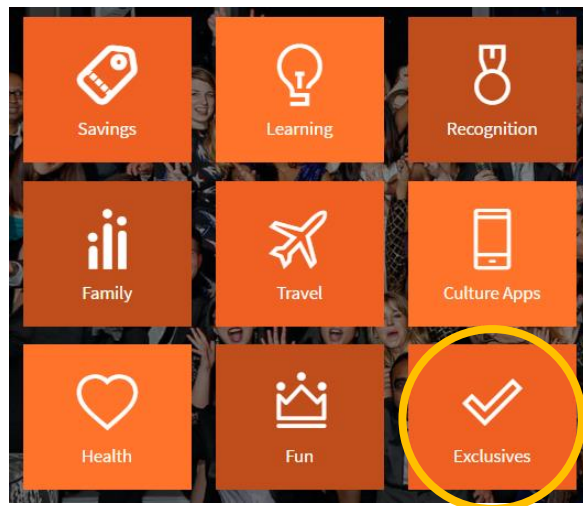 Savings
Learning
Recognition
Family
Travel
Culture Apps
Health
Fun
Exclusives